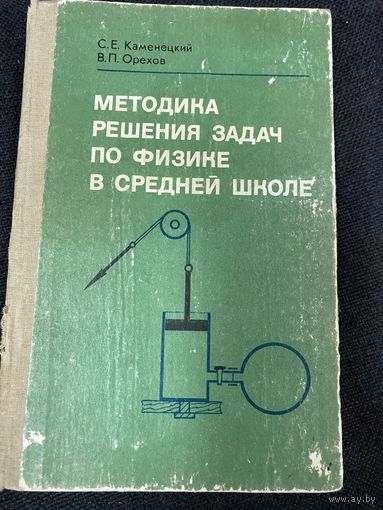 С.Е. Каменецкий
В.П. Орехов
МЕТОДИКА
РЕШЕНИЯ ЗАДАЧ
ПО ФИЗИКЕ
В СРЕДНЕЙ ШКОЛЕ
www.ay.by